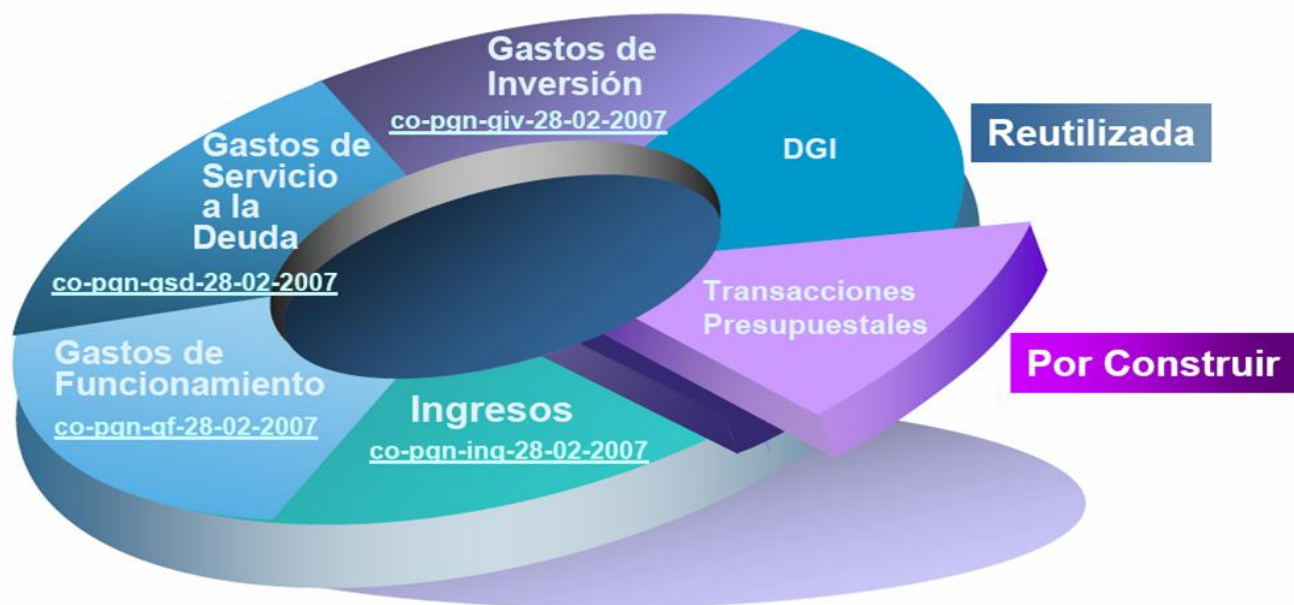 Gastos de
Inversión
co-pgn-giv-28-02-2007
DGI
Reutilizada
Gastos de
Servicio
a la
Deuda
co-pgn-gsd-28-02-2007
Transacciones
Presupuestales
Por Construir
Gastos de
Funcionamiento
co-pgn-gf-28-02-2007
Ingresos
co-pgn-ing-28-02-2007